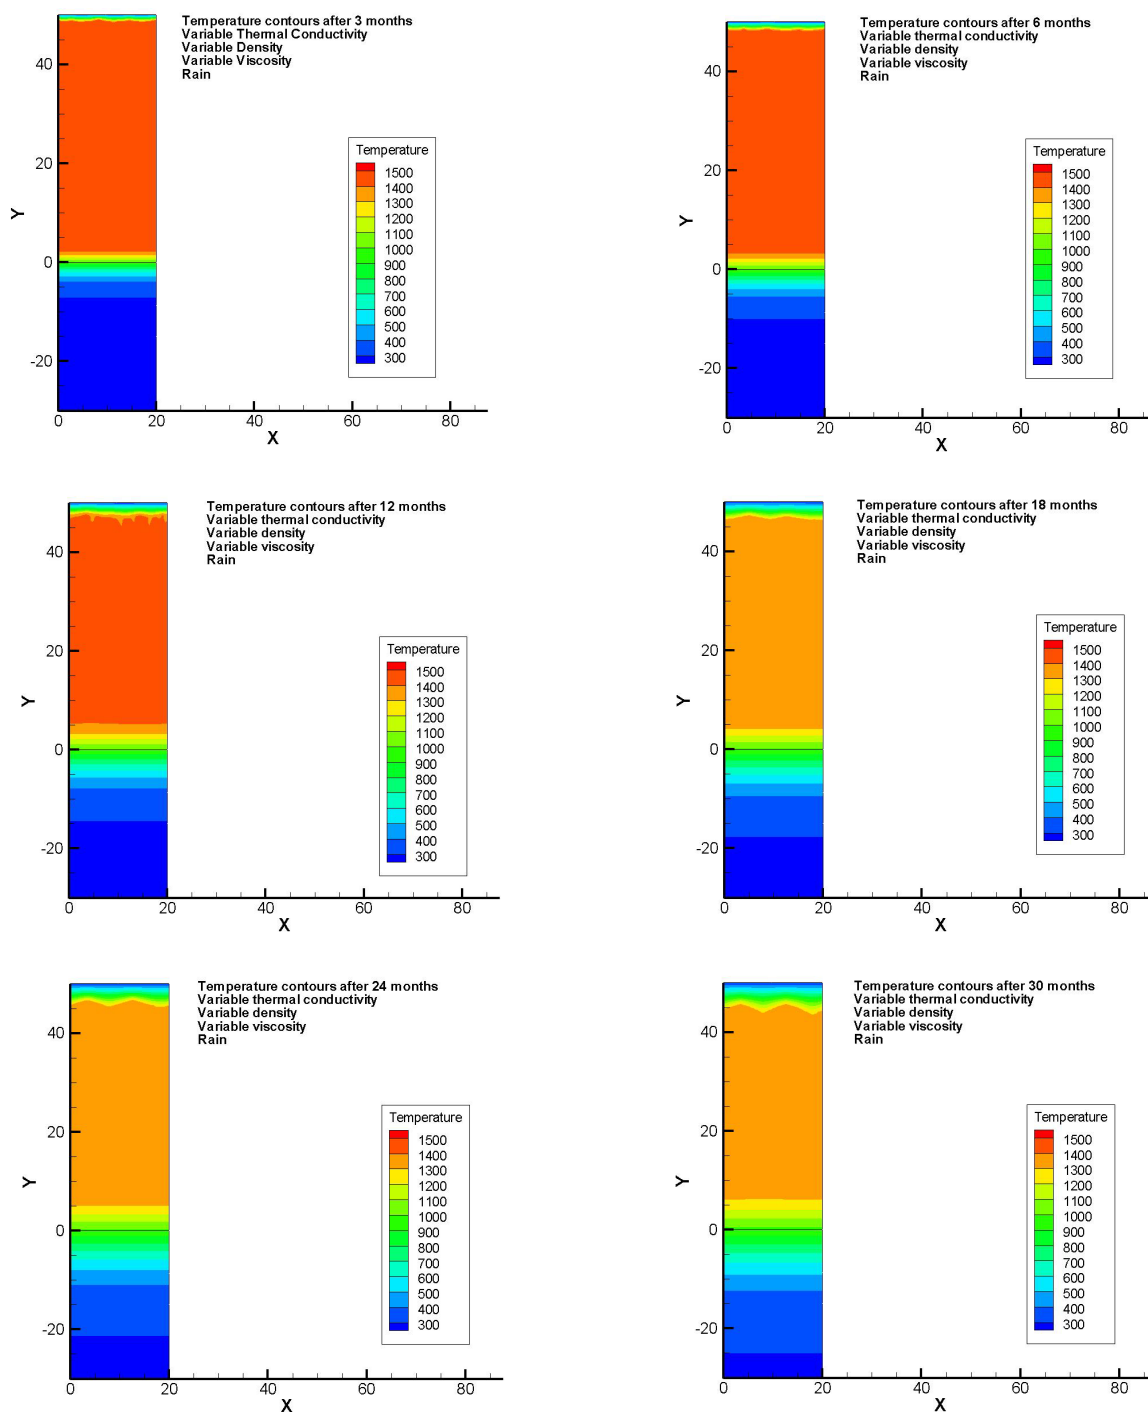 Temperature contours after 3 months
Variable Thermal Conductivity
Variable Density
Variable Viscosity
Rain
Temperature
1500
1400
1300
1200
1100
1000
900
800
700
600
500
400
300
40
20
0
-20
Y
0
20
40
60
80
X
Temperature contours after 6 months
Variable thermal conductivity
Variable density
Variable viscosity
Rain
Temperature
1500
1400
1300
1200
1100
1000
900
800
700
600
500
400
300
40
20
0
-20
Y
0
20
40
60
80
X
Temperature contours after 12 months
Variable thermal conductivity
Variable density
Variable viscosity
Rain
Temperature
1500
1400
1300
1200
1100
1000
900
800
700
600
500
400
300
40
20
0
-20
Y
0
20
40
60
80
X
Temperature contours after 18 months
Variable thermal conductivity
Variable density
Variable viscosity
Rain
Temperature
1500
1400
1300
1200
1100
1000
900
800
700
600
500
400
300
40
20
0
-20
Y
0
20
40
60
80
X
Temperature contours after 24 months
Variable thermal conductivity
Variable density
Variable viscosity
Rain
Temperature
1500
1400
1300
1200
1100
1000
900
800
700
600
500
400
300
40
20
0
-20
Y
0
20
40
60
80
X
Temperature contours after 30 months
Variable thermal conductivity
Variable density
Variable viscosity
Rain
Temperature
1500
1400
1300
1200
1100
1000
900
800
700
600
500
400
300
40
20
0
-20
Y
0
20
40
60
80
X